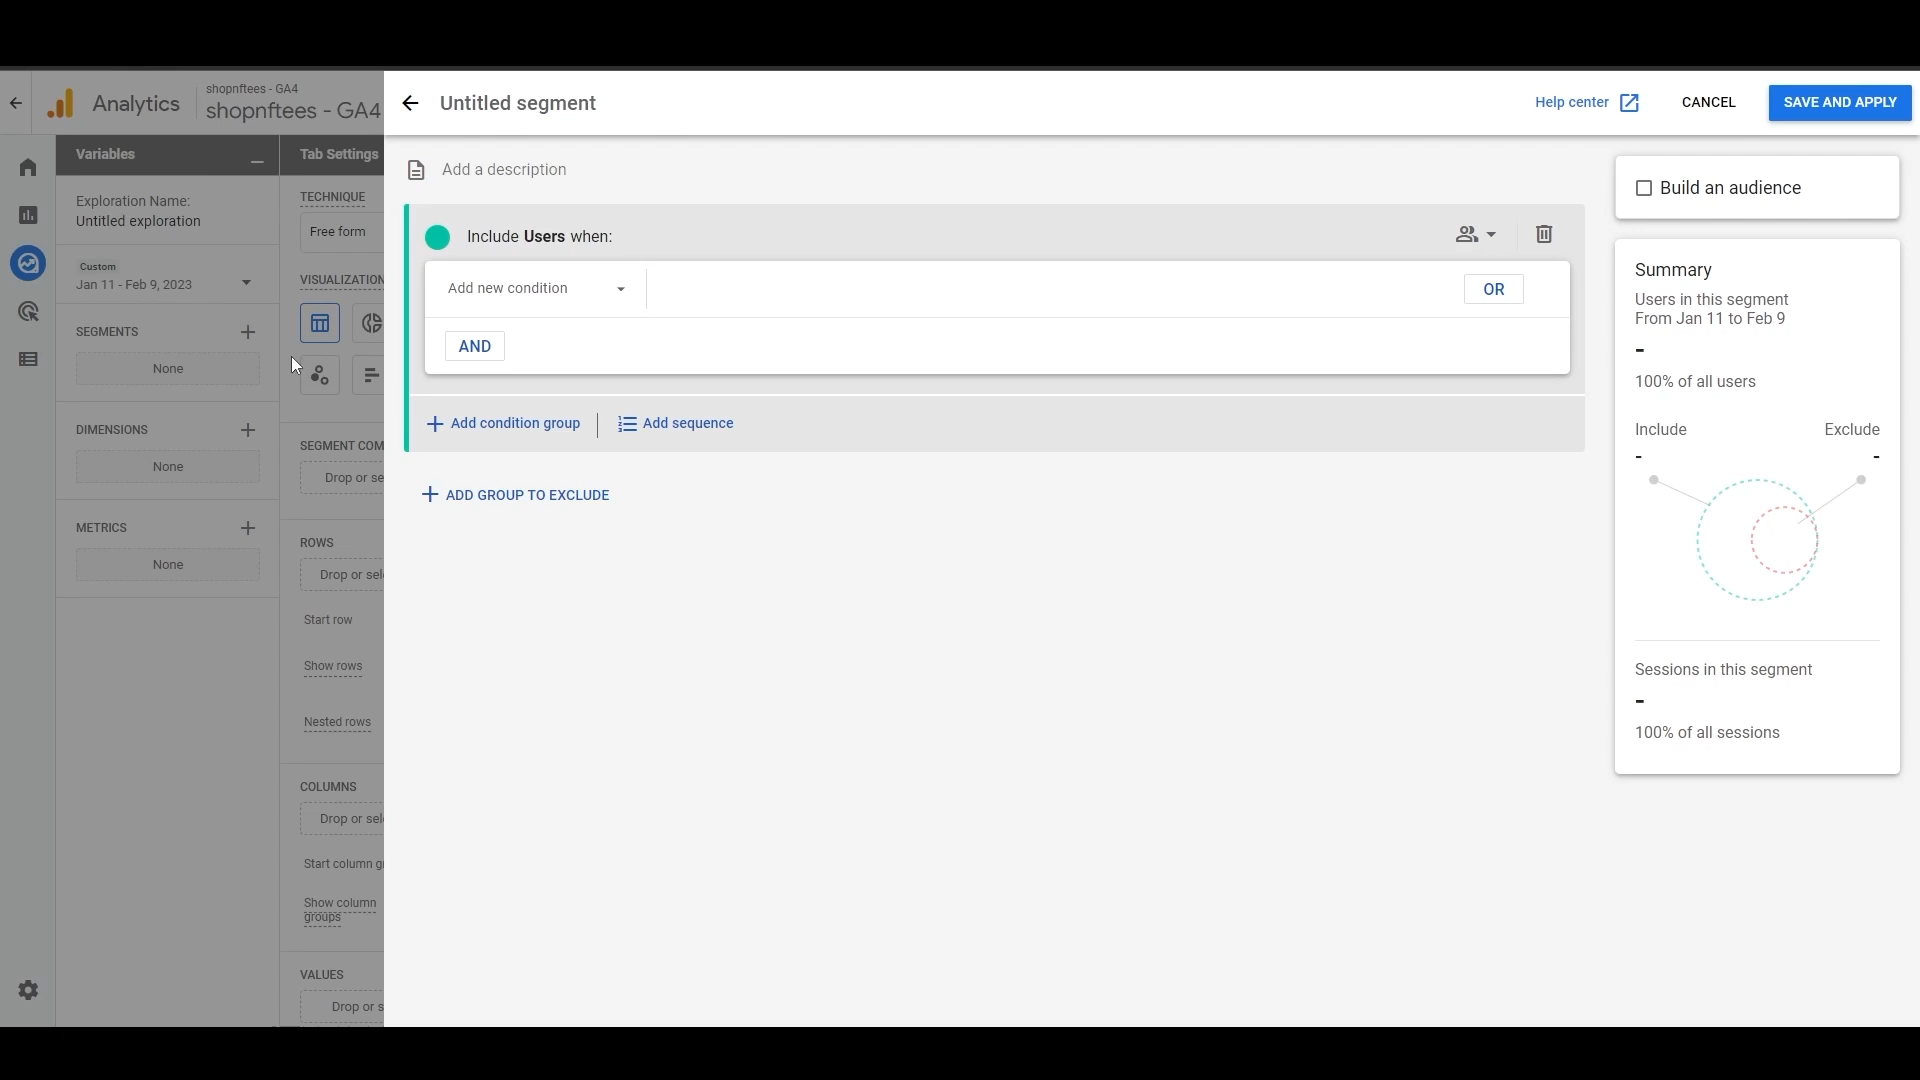 Analytics
shopnftees - GA4
shopnftees - GA4
Untitled segment
Help center
CANCEL
SAVE AND APPLY
Variables
Exploration Name:
Untitled exploration
Custom
Jan 11 - Feb 9, 2023
SEGMENTS
None
DIMENSIONS
None
METRICS
None
Tab Settings
TECHNIQUE
Free form
VISUALIZATION
SEGMENT COM
Drop or se
ROWS
Drop or sele
Start row
Show rows
Nested rows
COLUMNS
Drop or sele
Start column gr
Show column
groups
VALUES
Drop or s
Add a description
Include Users when:
Add new condition
OR
AND
Add condition group
Add sequence
ADD GROUP TO EXCLUDE
Build an audience
Summary
Users in this segment
From Jan 11 to Feb 9
-
100% of all users
Include
Exclude
-
-
Sessions in this segment
-
100% of all sessions